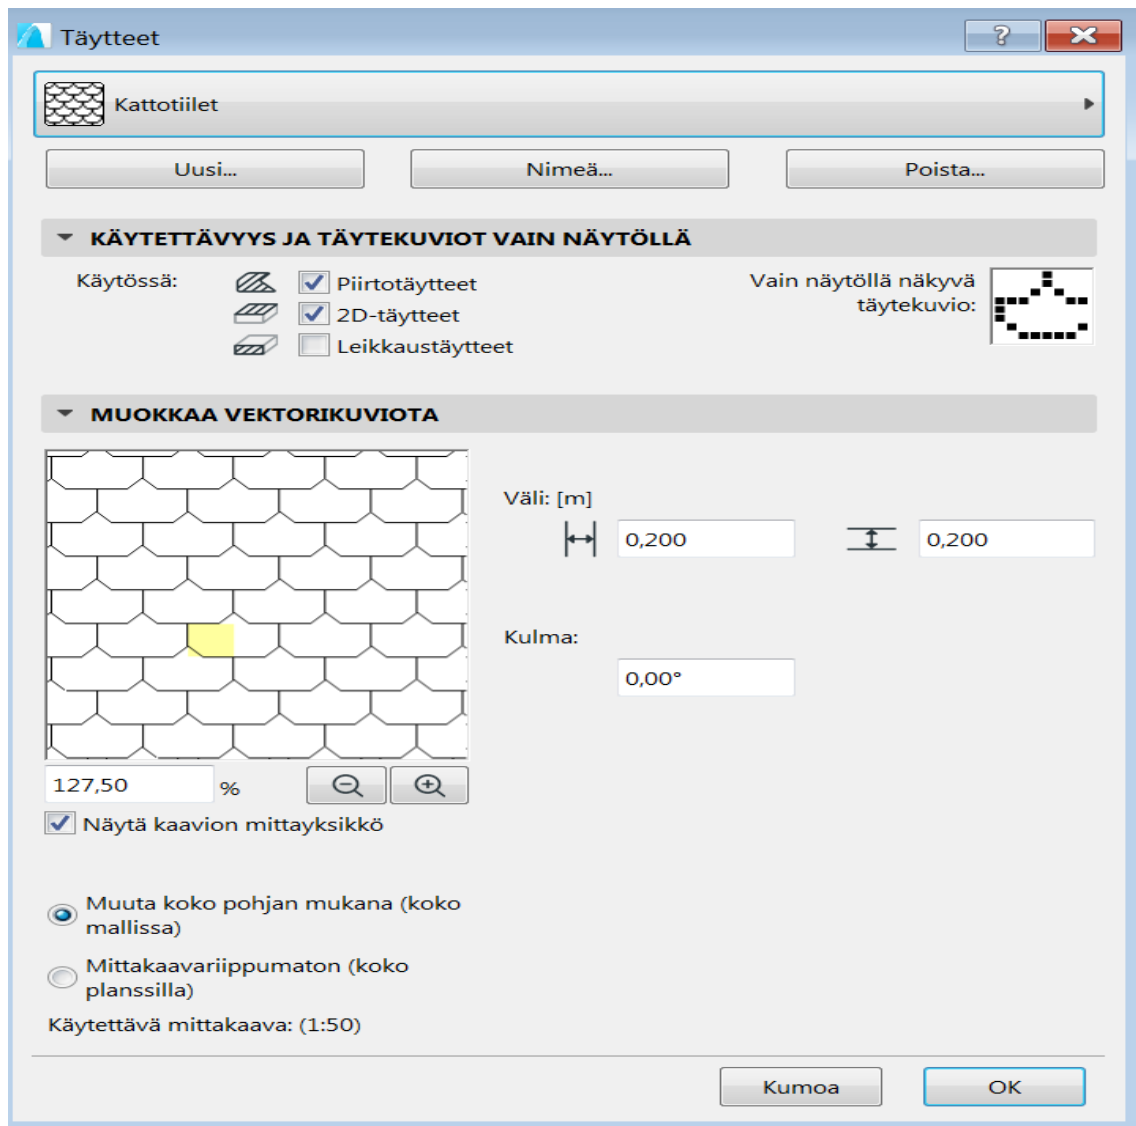 Täytteet
?
Kattotiilet
Uusi...
Nimeä...
Poista...
KÄYTETTÄVYYS JA TÄYTEKUVIOT VAIN NÄYTÖLLÄ
Käytössä:
Piirtotäytteet
2D-täytteet
Leikkaustäytteet
Vain näytöllä näkyvä
täytekuvio:
MUOKKAA VEKTORIKUVIOTA
Väli: [m]
0,200
0,200
Kulma:
0,00°
127,50
%
Näytä kaavion mittayksikkö
Muuta koko pohjan mukana (koko
mallissa)
Mittakaavariippumaton (koko
planssilla)
Käytettävä mittakaava: (1:50)
Kumoa
OK